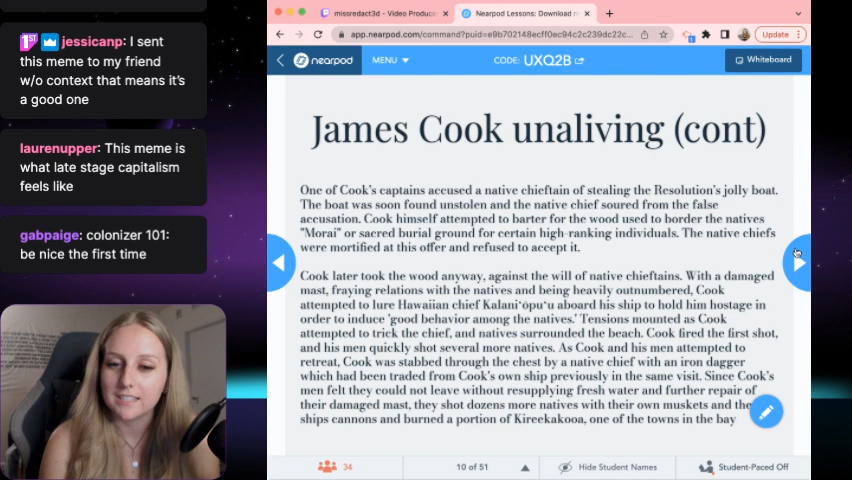 1ST jessicanp: I sent
this meme to my friend
w/o context that means it's
a good one
laurenupper: This meme is
what late stage capitalism
feels like
gabpaige: colonizer 101:
be nice the first time
missredact3d - Video Produce
Nearpod Lessons: Download n
app.nearpod.com/command?puid=e9b702148ecff0ec94c2c239dc22c...
Update
nearpod
MENU
CODE: UXQ2B
Whiteboard
James Cook unaliving (cont)
One of Cook's captains accused a native chieftain of stealing the Resolution's jolly boat.
The boat was soon found unstolen and the native chief soured from the false
accusation. Cook himself attempted to barter for the wood used to border the natives
"Morai" or sacred burial ground for certain high-ranking individuals. The native chiefs
were mortified at this offer and refused to accept it.
Cook later took the wood anyway, against the will of native chieftains. With a damaged
mast, fraying relations with the natives and being heavily outnumbered, Cook
attempted to lure Hawaiian chief Kalaniʻōpuʻu aboard his ship to hold him hostage in
order to induce 'good behavior among the natives.' Tensions mounted as Cook
attempted to trick the chief, and natives surrounded the beach. Cook fired the first shot,
and his men quickly shot several more natives. As Cook and his men attempted to
retreat, Cook was stabbed through the chest by a native chief with an iron dagger
which had been traded from Cook's own ship previously in the same visit. Since Cook's
men felt they could not leave without resupplying fresh water and further repair of
their damaged mast, they shot dozens more natives with their own muskets and the
ships cannons and burned a portion of Kireekakooa, one of the towns in the bay
34
10 of 51
Hide Student Names
Student-Paced Off